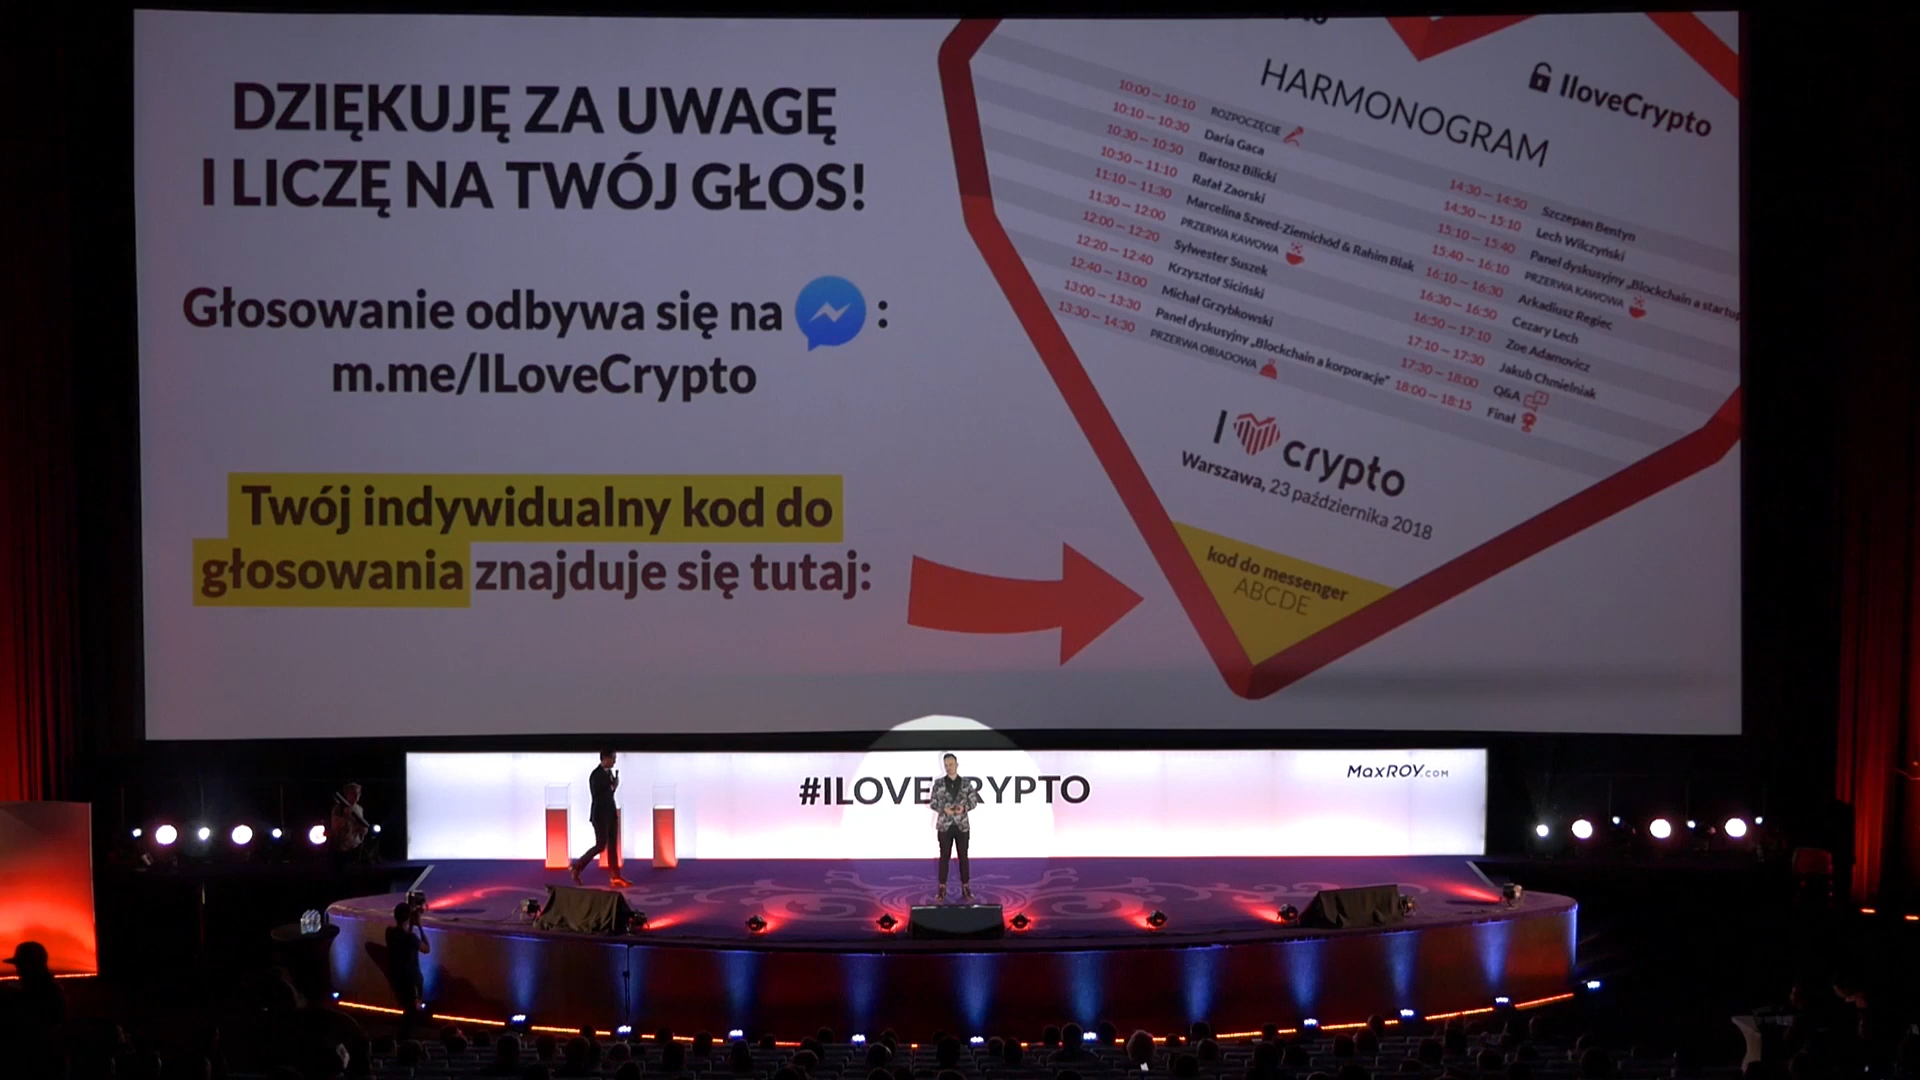 DZIĘKUJĘ ZA UWAGĘ
I LICZĘ NA TWÓJ GŁOS!
Głosowanie odbywa się na :
m.me/ILoveCrypto
Twój indywidualny kod do
głosowania znajduje się tutaj:
IloveCrypto
HARMONOGRAM
10:00 – 10:10 ROZPOCZĘCIE
10:10 – 10:30 Daria Gaca
10:30 – 10:50 Bartosz Bilicki
10:50 – 11:10 Rafał Zaorski
11:10 – 11:30 Marcelina Szwed-Ziemichód & Rahim Blak
11:30 – 12:00 PRZERWA KAWOWA
12:00 – 12:20 Sylwester Suszek
12:20 – 12:40 Krzysztof Siciński
12:40 – 13:00 Michał Grzybkowski
13:00 – 13:30 Panel dyskusyjny „Blockchain a korporacje"
13:30 – 14:30 PRZERWA OBIADOWA
14:30 – 14:50 Szczepan Bentyn
14:50 – 15:10 Lech Wilczyński
15:10 – 15:40 Panel dyskusyjny „Blockchain a startup
15:40 – 16:10 PRZERWA KAWOWA
16:10 – 16:30 Arkadiusz Regiec
16:30 – 16:50 Cezary Lech
16:50 – 17:10 Zoe Adamovicz
17:10 – 17:30 Jakub Chmielniak
17:30 – 18:00 Q&A
18:00 – 18:15 Finał
I crypto
Warszawa, 23 października 2018
kod do messenger
ABCDE
#ILOVECRYPTO
MaxROY.COM